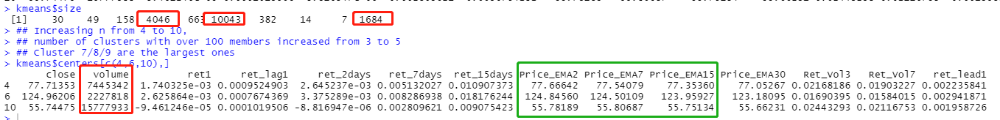 > kmeans$size
[1] 30 49 158 4046 663 10043 382 14 7 1684
> ## Increasing n from 4 to 10,
> ## number of clusters with over 100 members increased from 3 to 5
> ## Cluster 7/8/9 are the largest ones
> kmeans$centers[c(4,6,10),]
close volume ret1 ret_lag1 ret_2days ret_7days ret_15days Price_EMA2 Price_EMA7 Price_EMA15 Price_EMA30 Ret_Vol3 Ret_Vol7 ret_lead1
4 77.71353 7445342 1.740325e-03 0.0009524903 2.645237e-03 0.005132027 0.010907373 77.66642 77.54079 77.35360 77.05267 0.02168186 0.01903227 0.002235841
6 124.96206 2227818 2.625864e-03 0.0007674369 3.375289e-03 0.008286938 0.018176244 124.84560 124.50109 123.95927 123.18095 0.01690395 0.01584015 0.002941871
10 55.74475 15777933 -9.461246e-05 0.0001019506 -8.816947e-06 0.002809621 0.009075423 55.78189 55.80687 55.75134 55.66231 0.02443293 0.02116753 0.001958726
>